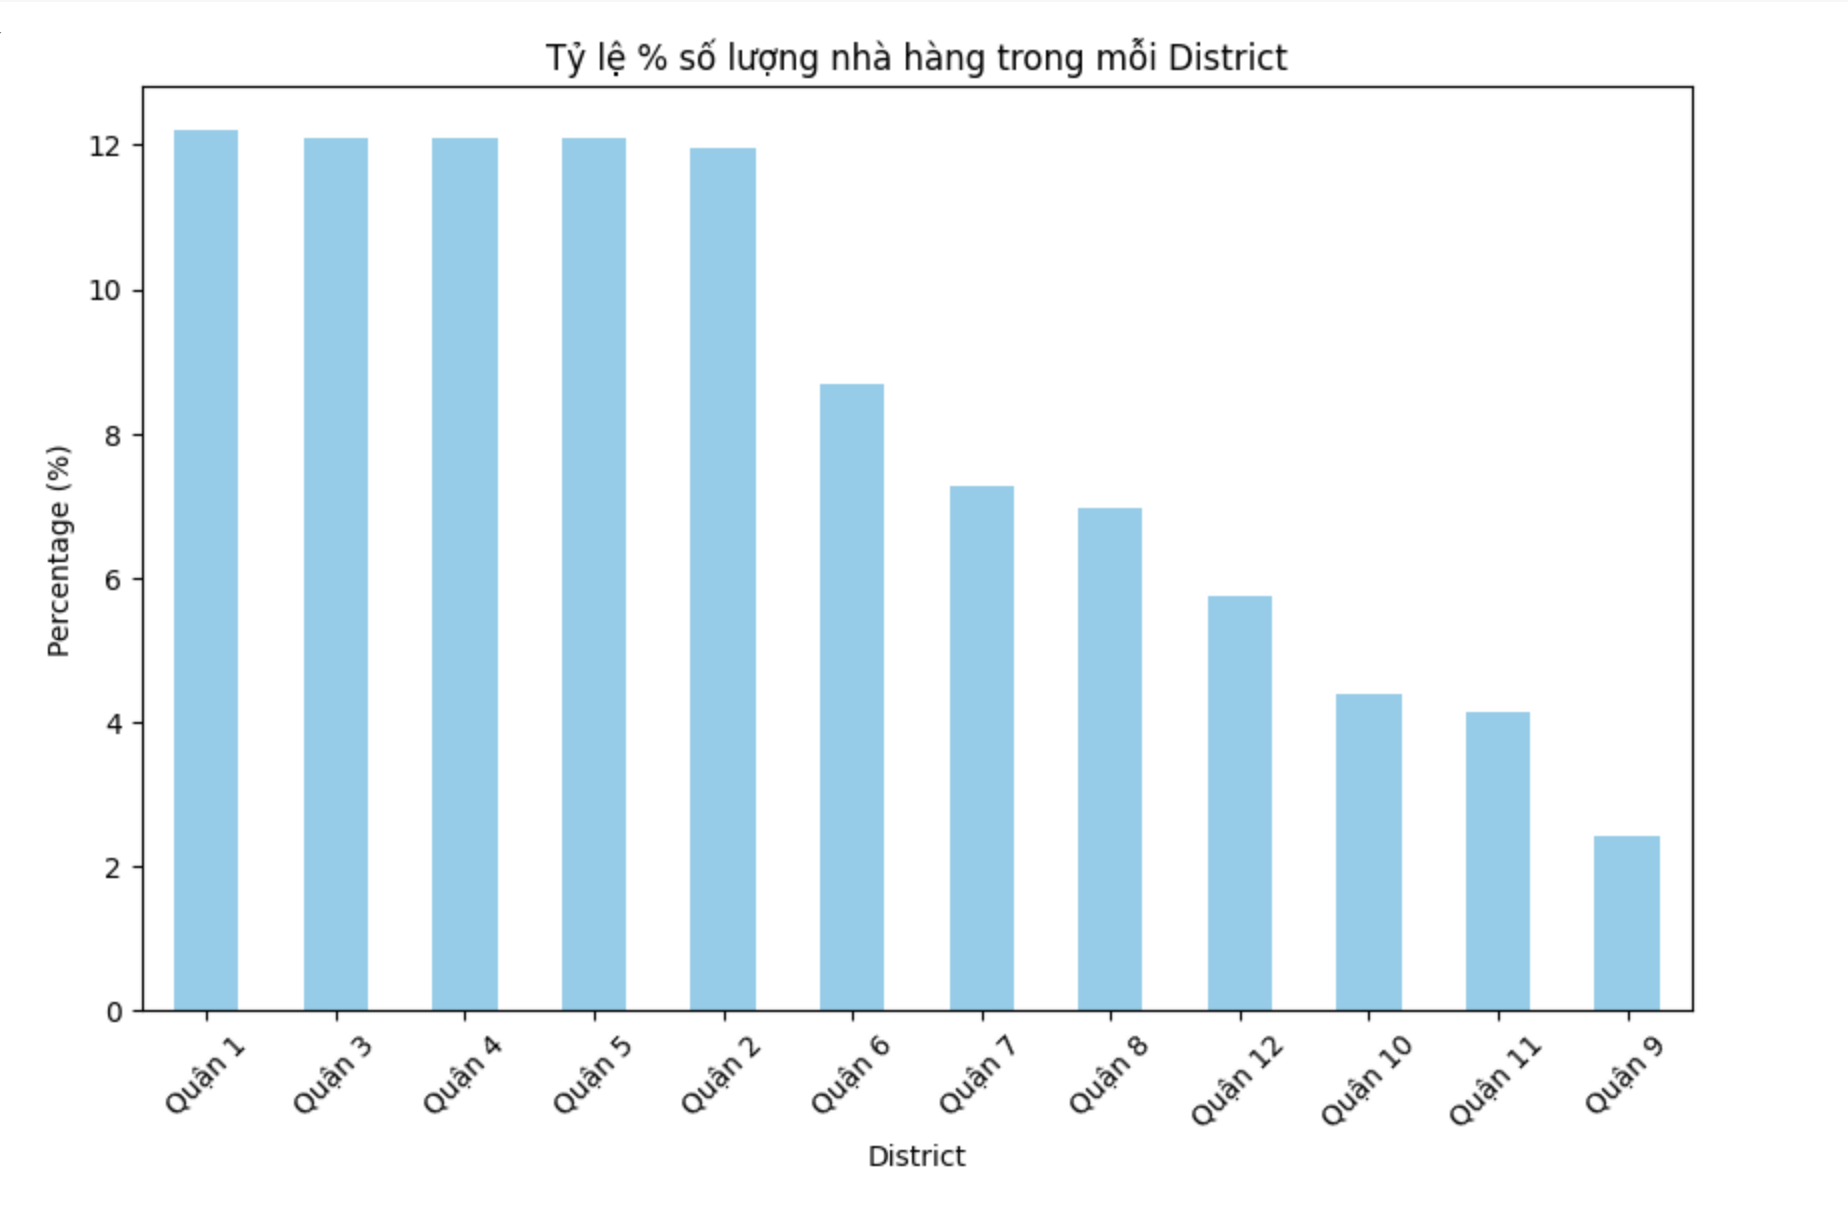 Tỷ lệ % số lượng nhà hàng trong mỗi District
12
10
8
6
4
2
0
Percentage (%)
Quận 1
Quận 3
Quận 4
Quận 5
Quận 2
Quận 6
Quận 7
Quận 8
Quận 12
Quận 10
Quận 11
Quận 9
District